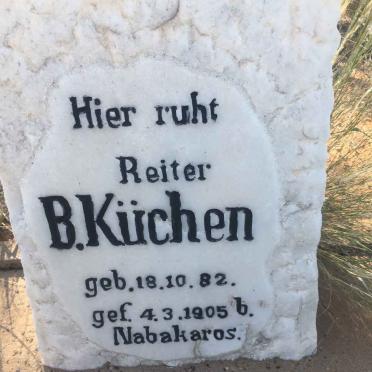 Hier ruht
Reiter
B.Küchen
geb. 18.10. 82.
gef. 4.3.1905 b.
Nabakaros.